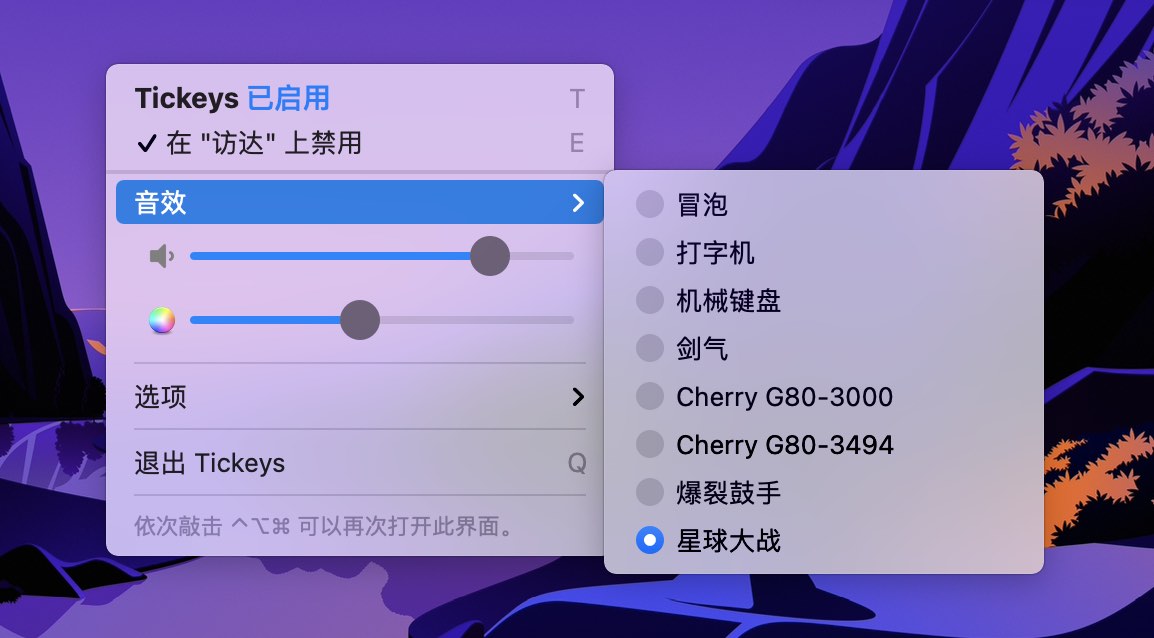 Tickeys 已启用 T
✓ 在 "访达" 上禁用 E
音效
选项
退出 Tickeys Q
依次敲击 ^⌥⌘ 可以再次打开此界面。
冒泡
打字机
机械键盘
剑气
Cherry G80-3000
Cherry G80-3494
爆裂鼓手
星球大战